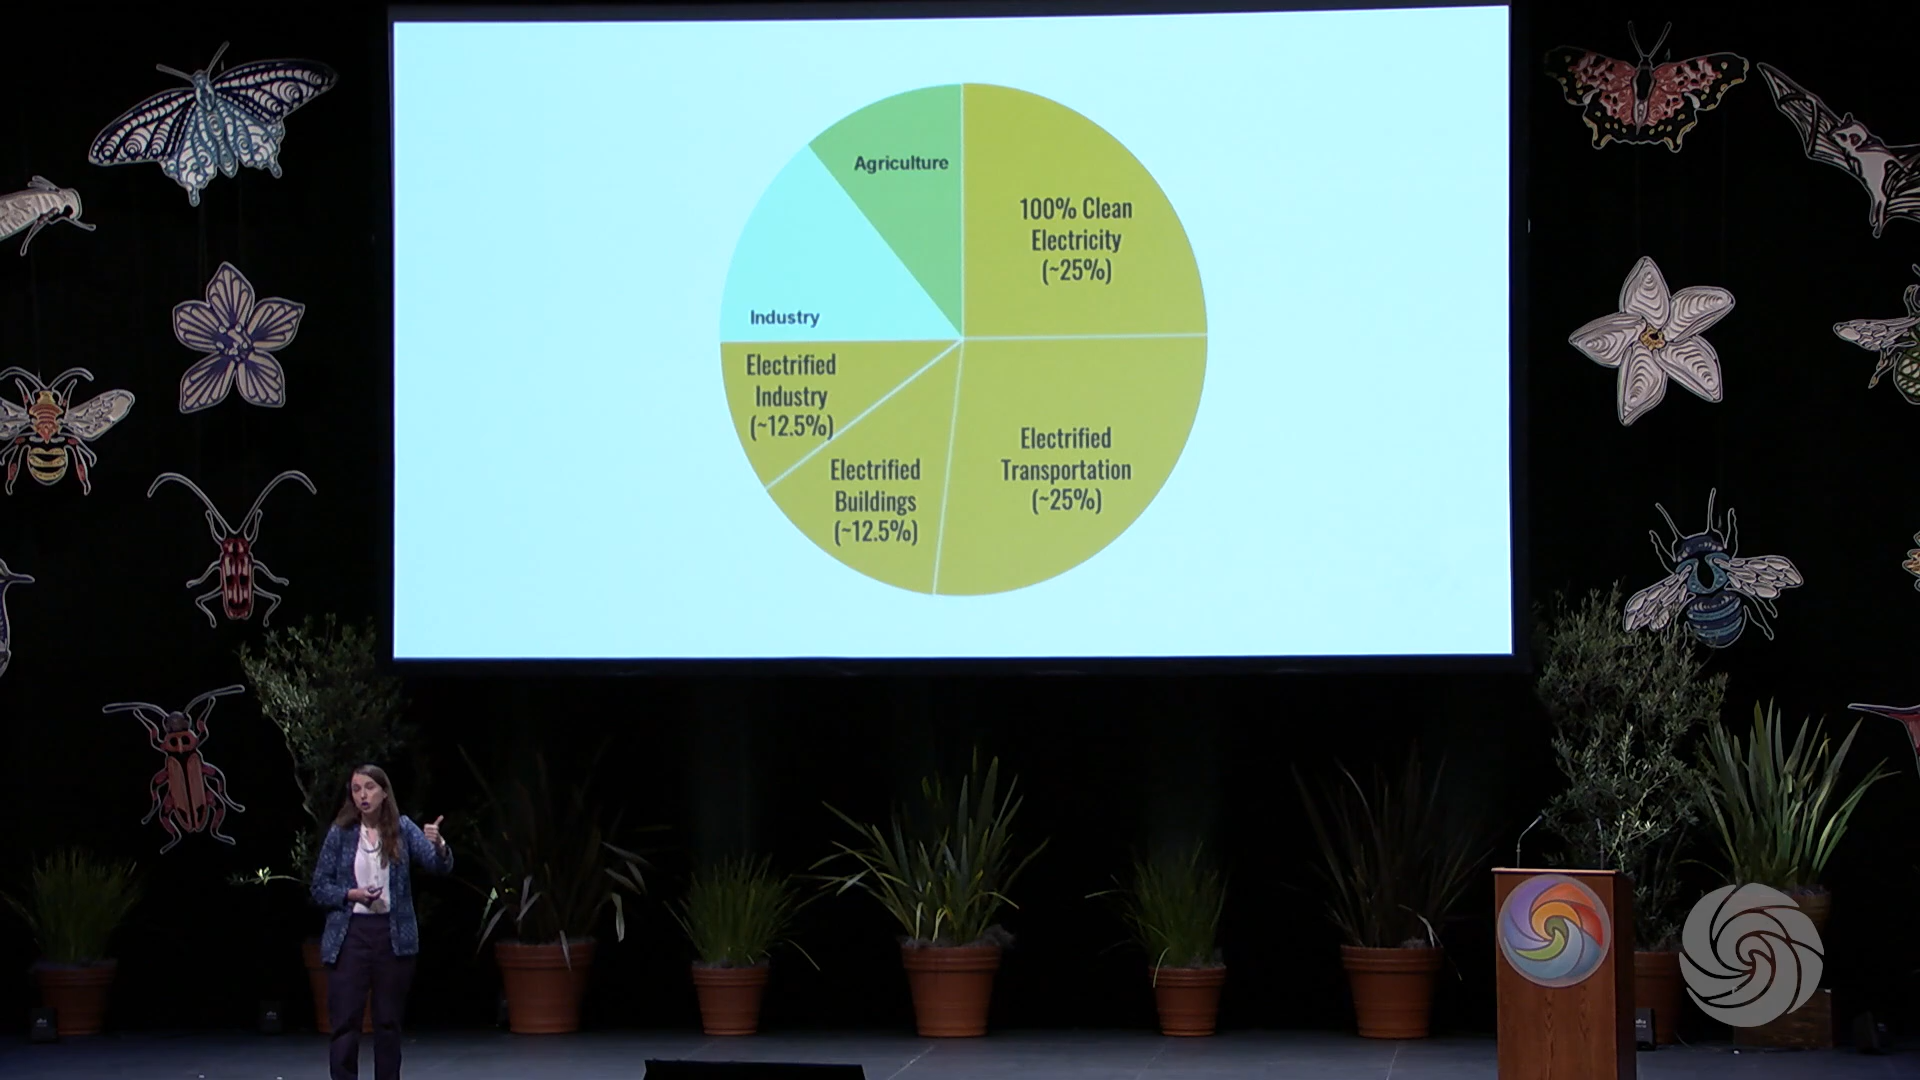 Agriculture
100% Clean
Electricity
(~25%)
Industry
Electrified
Industry
(~12.5%)
Electrified
Buildings
(~12.5%)
Electrified
Transportation
(~25%)